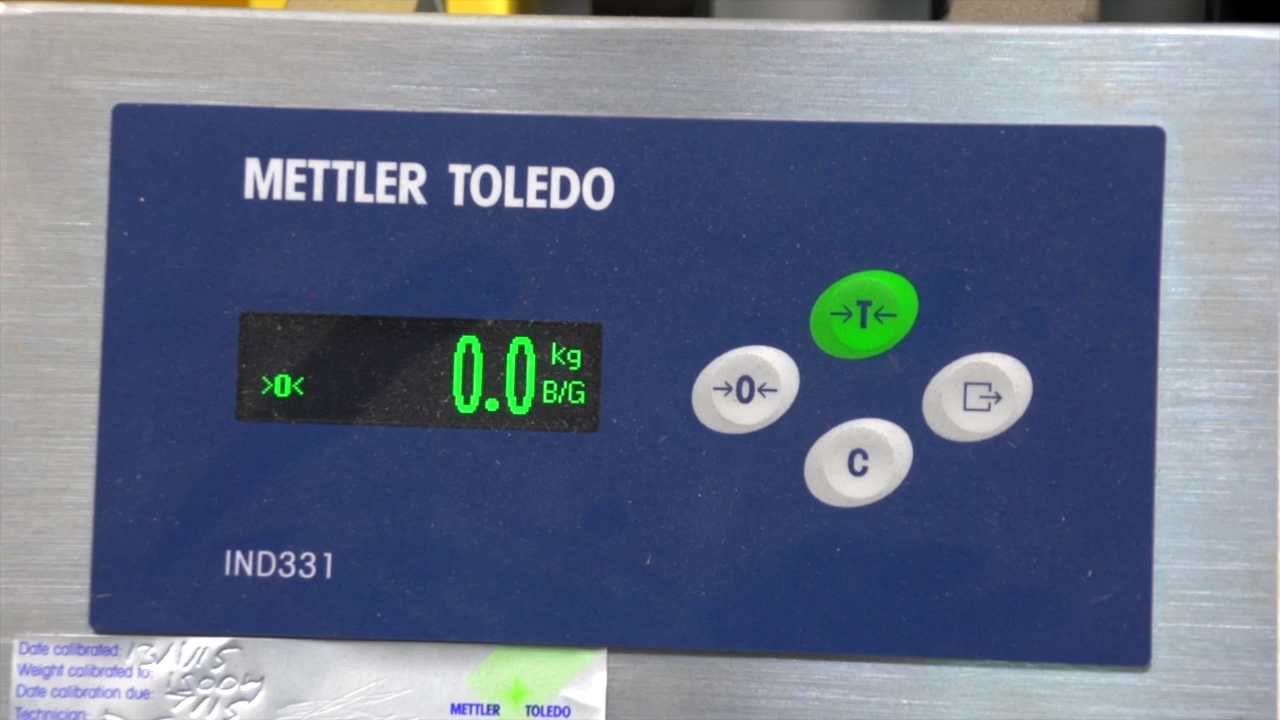 METTLER TOLEDO
>0<
0.0 kg
B/G
→T←
→0←
C
IND331
Date calibrated:
Weight calibrated to:
Date calibration due:
Technician:
METTLER TOLEDO